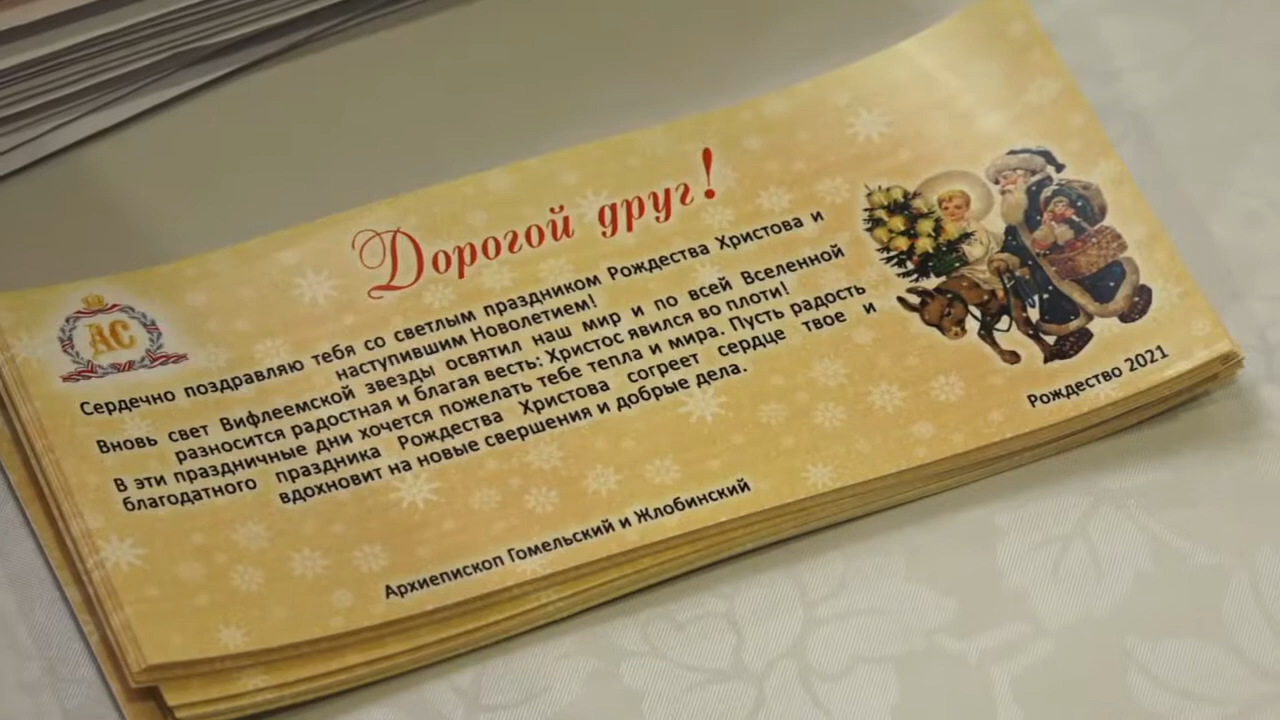 АС
Дорогой друг!
Сердечно поздравляю тебя со светлым праздником Рождества Христова и
наступившим Новолетием!
Вновь свет Вифлеемской звезды освятил наш мир и по всей Вселенной
разносится радостная и благая весть: Христос явился во плоти!
В эти праздничные дни хочется пожелать тебе тепла и мира. Пусть радость
благодатного праздника Рождества Христова согреет сердце твое и
вдохновит на новые свершения и добрые дела.
Архиепископ Гомельский и Жлобинский
Рождество 2021